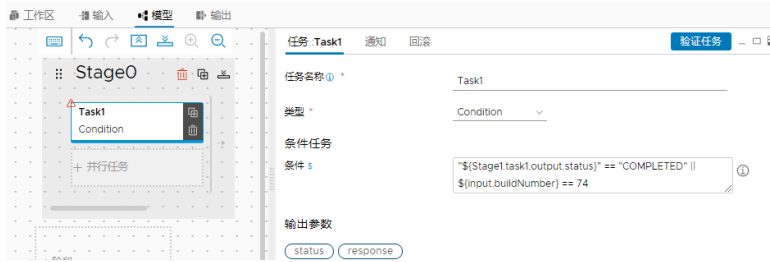 工作区 输入 模型 输出
任务 :Task1 通知 回滚 验证任务
Stage0
任务名称 * Task1
Task1
Condition
类型 * Condition
条件任务
+ 并行任务
条件 $ "${Stage1.task1.output.status}" == "COMPLETED" ||
${input.buildNumber} == 74
输出参数
status response